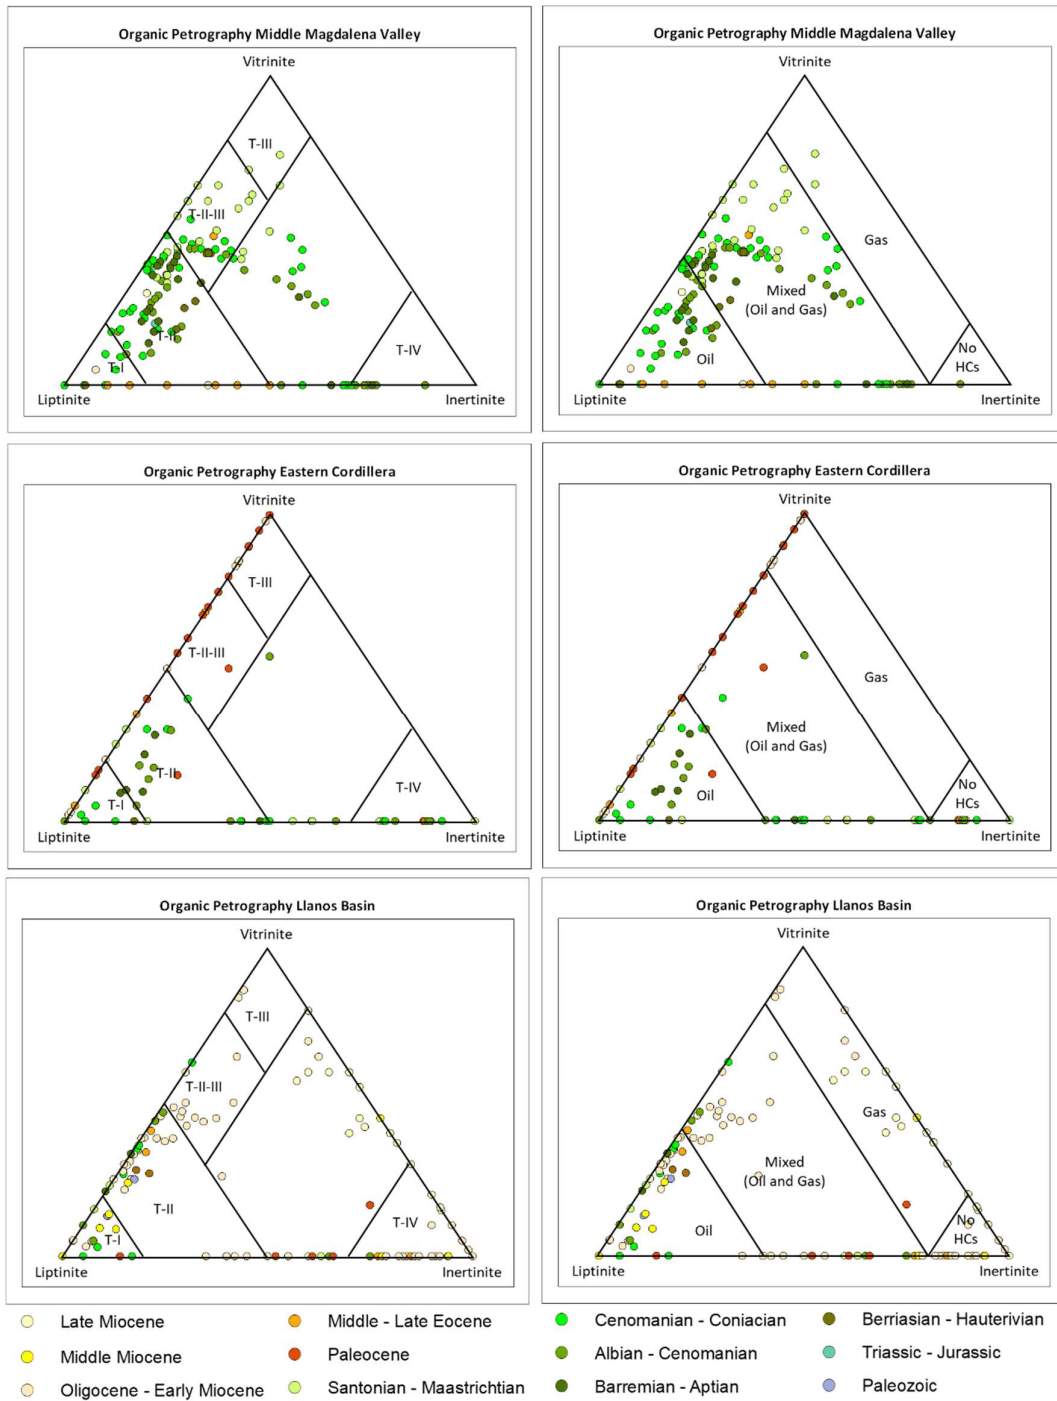 Organic Petrography Middle Magdalena Valley
Vitrinite
T-III
T-II-III
T-II
T-I
T-IV
Liptinite
Inertinite
Organic Petrography Middle Magdalena Valley
Vitrinite
Gas
Mixed
(Oil and Gas)
Oil
No
HCs
Liptinite
Inertinite
Organic Petrography Eastern Cordillera
Vitrinite
T-III
T-II-III
T-II
T-I
T-IV
Liptinite
Inertinite
Organic Petrography Eastern Cordillera
Vitrinite
Gas
Mixed
(Oil and Gas)
Oil
No
HCs
Liptinite
Inertinite
Organic Petrography Llanos Basin
Vitrinite
T-III
T-II-III
T-II
T-I
T-IV
Liptinite
Inertinite
Organic Petrography Llanos Basin
Vitrinite
Gas
Mixed
(Oil and Gas)
Oil
No
HCs
Liptinite
Inertinite
Late Miocene
Middle - Late Eocene
Cenomanian - Coniacian
Berriasian - Hauterivian
Middle Miocene
Paleocene
Albian - Cenomanian
Triassic - Jurassic
Oligocene - Early Miocene
Santonian - Maastrichtian
Barremian - Aptian
Paleozoic